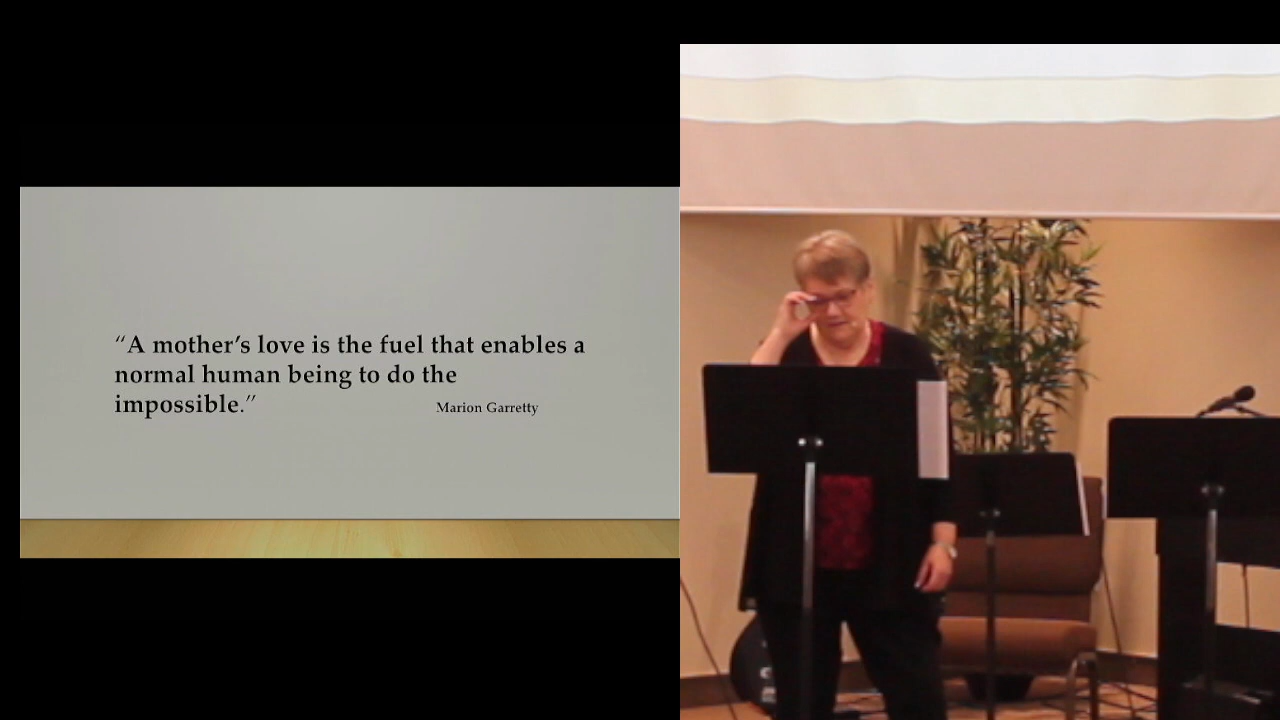 “A mother’s love is the fuel that enables a
normal human being to do the
impossible.” Marion Garretty